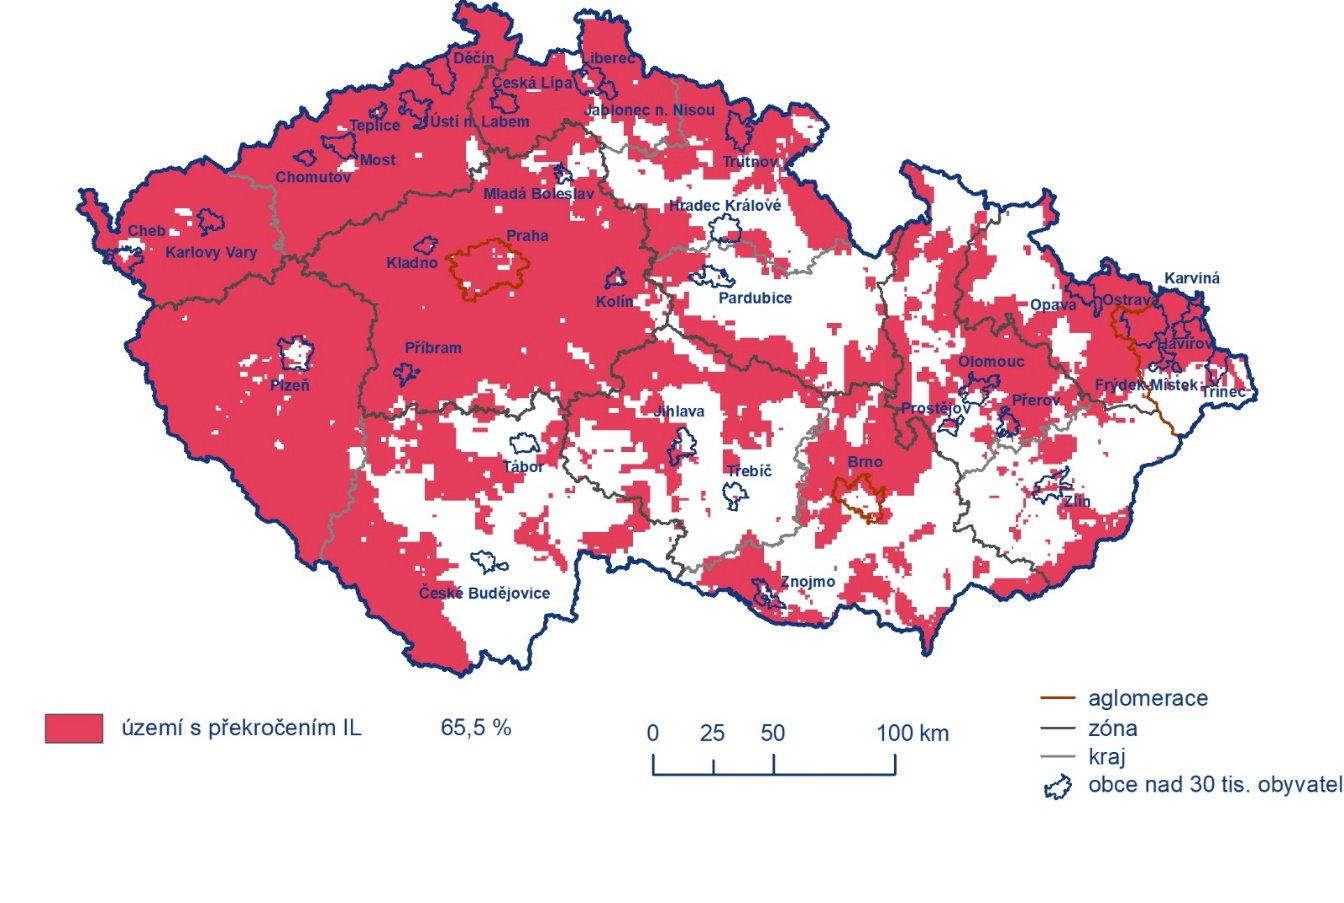 Děčín
Liberec
Česká Lípa
Jablonec n. Nisou
Teplice
Ústí n. Labem
Most
Trutnov
Chomutov
Mladá Boleslav
Hradec Králové
Cheb
Karlovy Vary
Praha
Kladno
Kolín
Pardubice
Karviná
Opava
Ostrava
Havířov
Příbram
Plzeň
Olomouc
Frýdek-Místek
Třinec
Jihlava
Prostějov
Přerov
Tábor
Třebíč
Brno
Zlín
České Budějovice
Znojmo
území s překročením IL 65,5 %
0 25 50 100 km
aglomerace
zóna
kraj
obce nad 30 tis. obyvatel